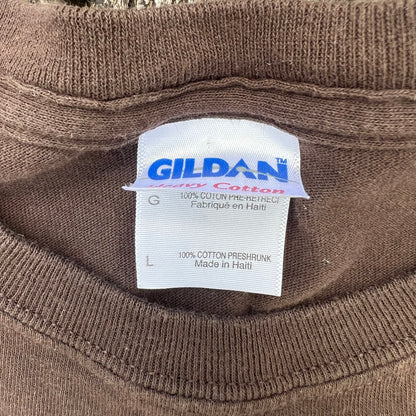 GILDAN™
Heavy Cotton
G 100% COTON PRE-RETRECI
Fabriqué en Haiti
L 100% COTTON PRESHRUNK
Made in Haiti